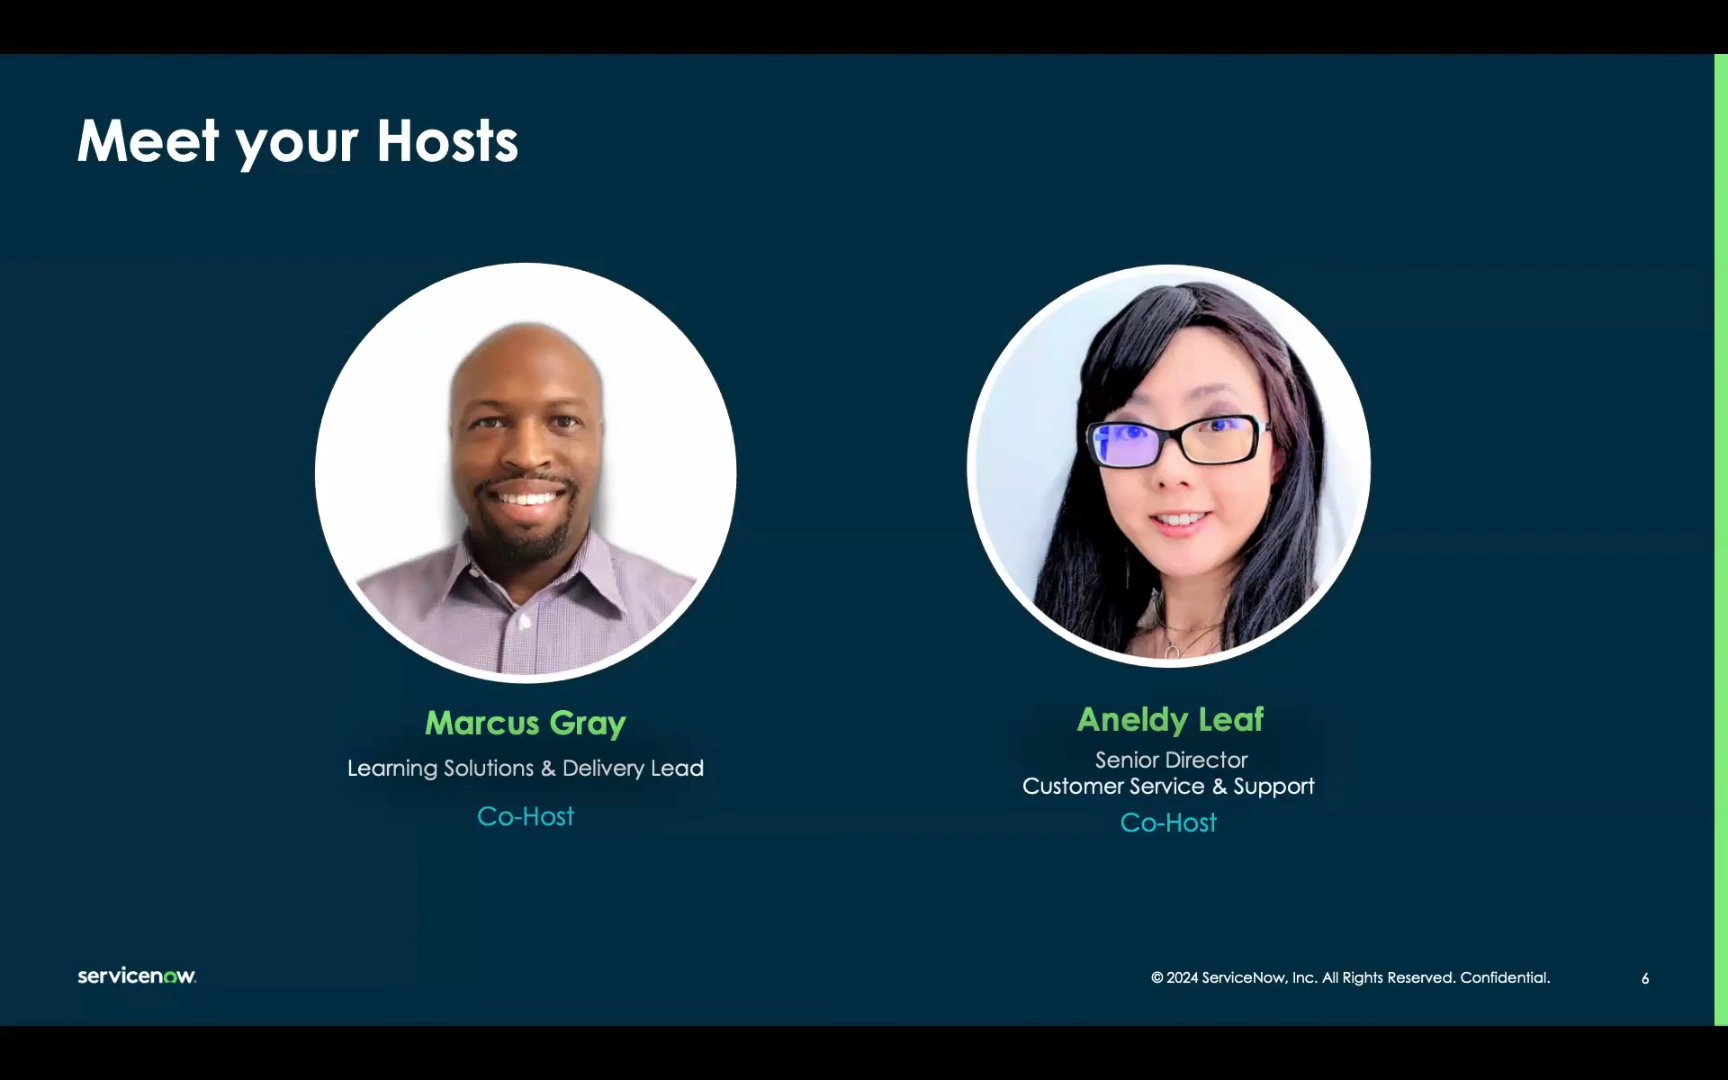 Meet your Hosts
Marcus Gray
Learning Solutions & Delivery Lead
Co-Host
Aneldy Leaf
Senior Director
Customer Service & Support
Co-Host
servicenow
© 2024 ServiceNow, Inc. All Rights Reserved. Confidential.
6